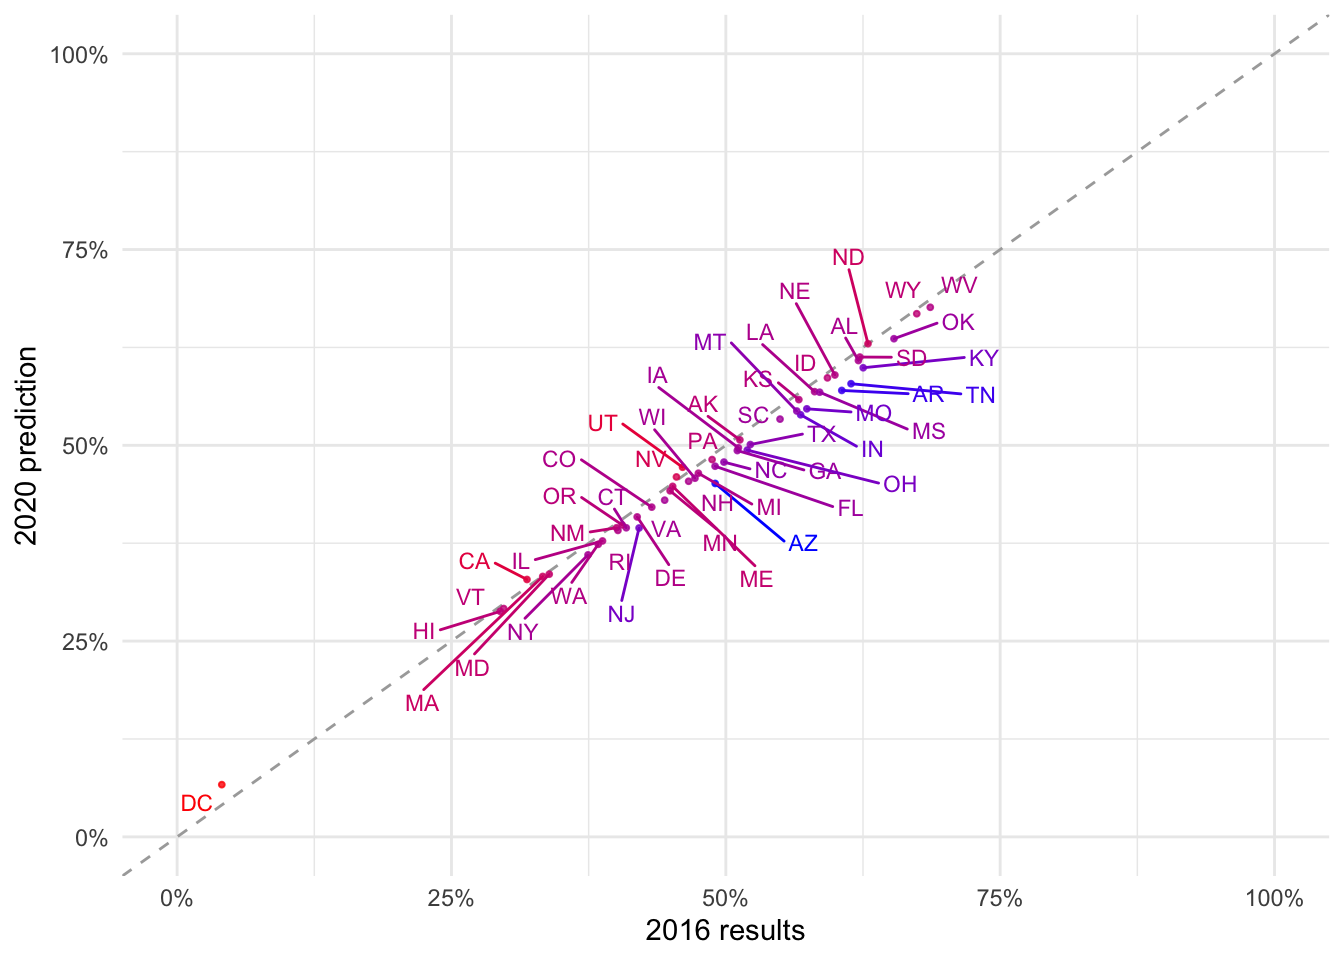 100%
75%
50%
25%
0%
2020 prediction
ND
NE
WY
WV
LA
AL
OK
MT
ID
SD
KY
IA
KS
AR
TN
AK
SC
MO
WI
UT
PA
TX
MS
IN
CO
NV
NC
GA
OH
OR
CT
NH
MI
FL
NM
VA
MN
AZ
CA
IL
RI
DE
ME
VT
WA
NJ
HI
NY
MD
MA
DC
0%
25%
50%
75%
100%
2016 results